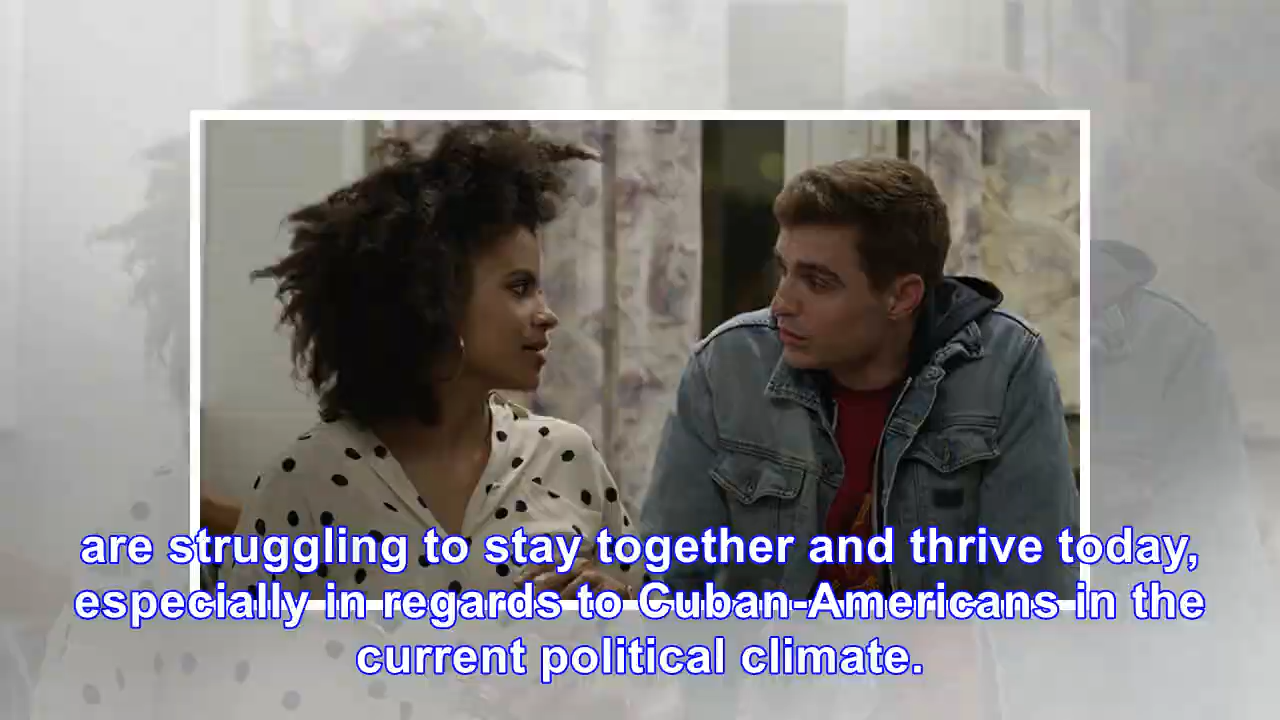 are struggling to stay together and thrive today,
especially in regards to Cuban-Americans in the
current political climate.